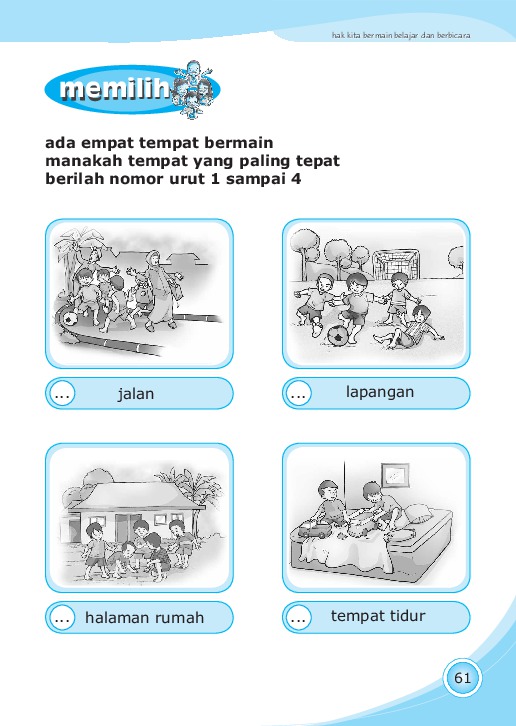 hak kita bermain belajar dan berbicara
memilih
ada empat tempat bermain
manakah tempat yang paling tepat
berilah nomor urut 1 sampai 4
... jalan
... lapangan
... halaman rumah
... tempat tidur
61